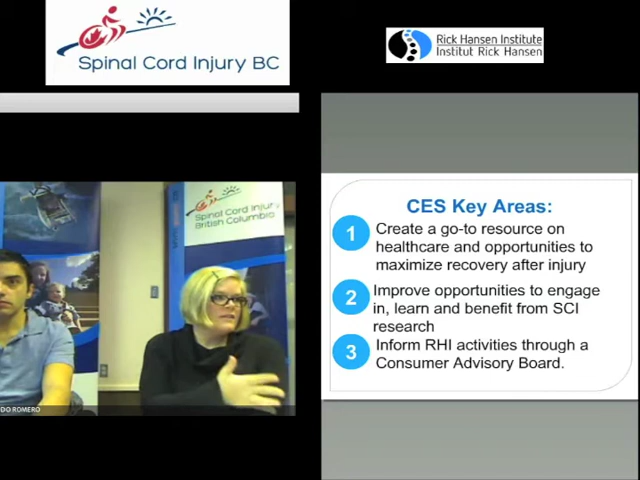 Spinal Cord Injury BC
Rick Hansen Institute
Institut Rick Hansen
Spinal Cord Injury
British Columbia
DO ROMERO
CES Key Areas:
1
Create a go-to resource on
healthcare and opportunities to
maximize recovery after injury
2
Improve opportunities to engage
in, learn and benefit from SCI
research
3
Inform RHI activities through a
Consumer Advisory Board.